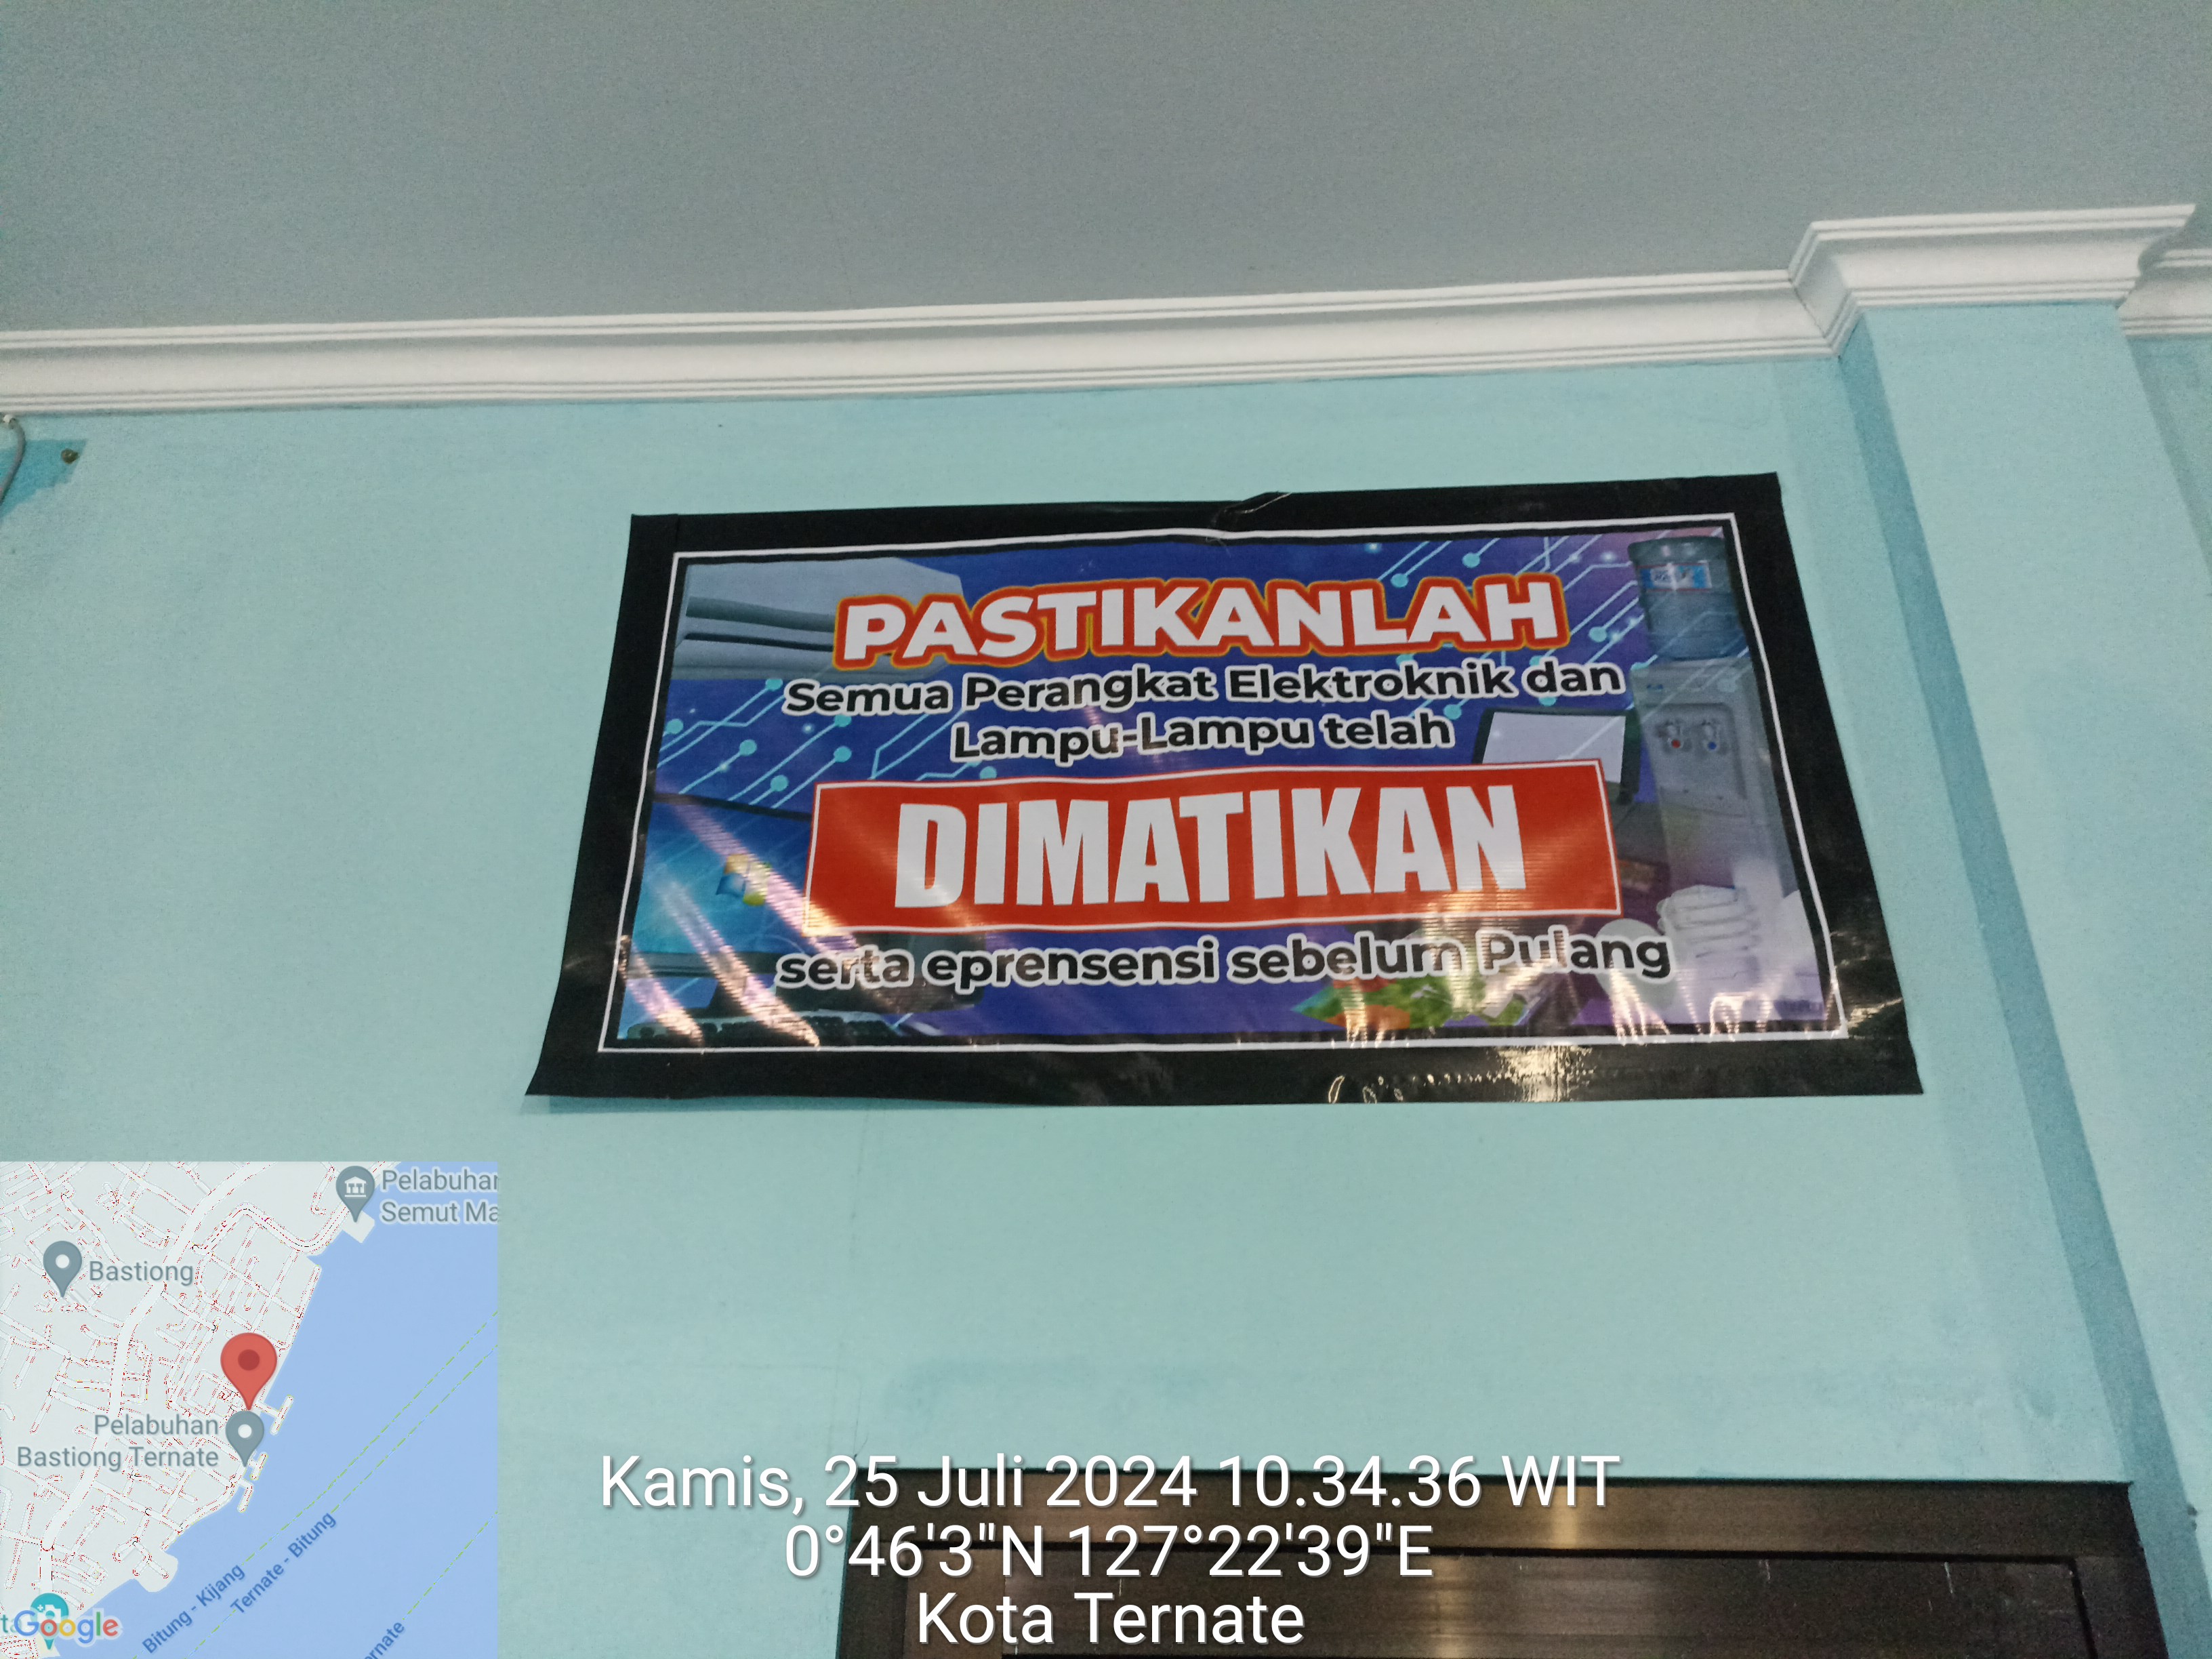 PASTIKANLAH
Semua Perangkat Elektroknik dan
Lampu-Lampu telah
DIMATIKAN
serta eprensensi sebelum Pulang
Pelabuhan
Semut Ma
Bastiong
Pelabuhan
Bastiong Ternate
Bitung - Kijang
Ternate - Bitung
ernate
Google
Kamis, 25 Juli 2024 10.34.36 WIT
0°46'3"N 127°22'39"E
Kota Ternate